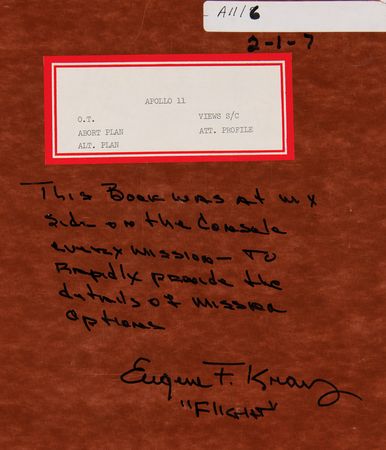 A11/6
2-1-7
APOLLO 11
O.T. VIEWS S/C
ABORT PLAN ATT. PROFILE
ALT. PLAN
This Book was at my
side on the Console
every mission - to
Rapidly provide the
details of mission
options
Eugene F. Kranz
"FLIGHT"